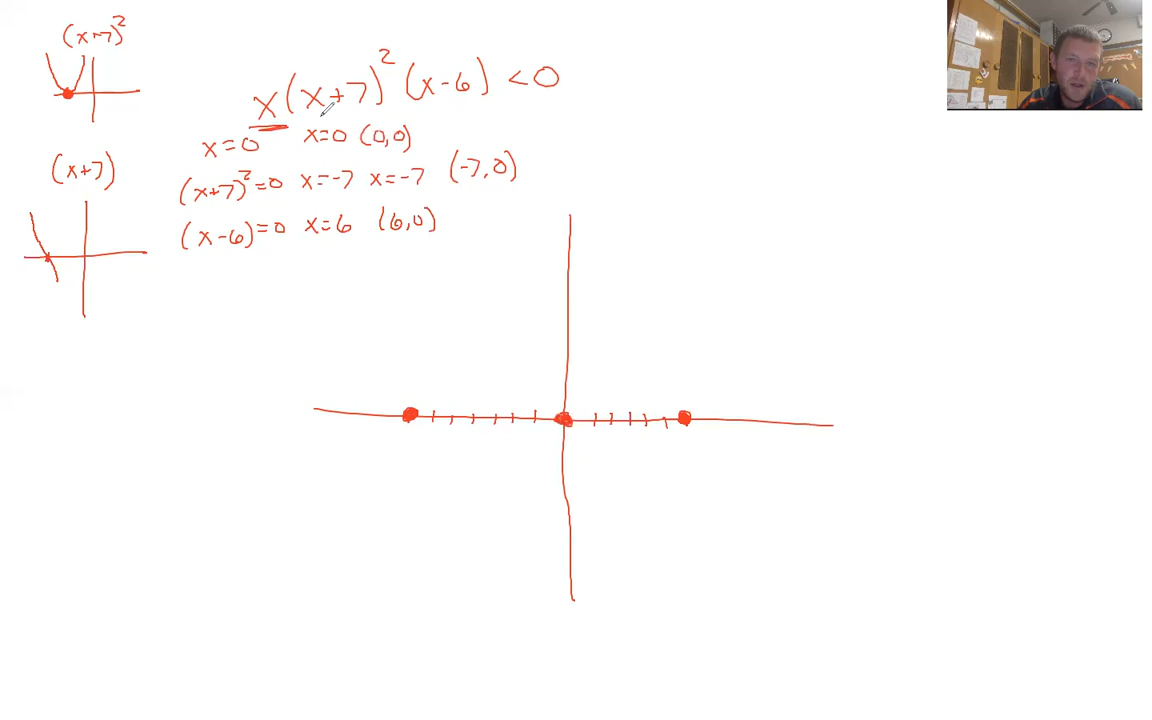 (x+7)²
x(x+7)²(x-6) <0
x=0 x=0 (0,0)
(x+7)
(x+7)²=0 x=-7 x=-7 (-7,0)
(x-6)=0 x=6 (6,0)